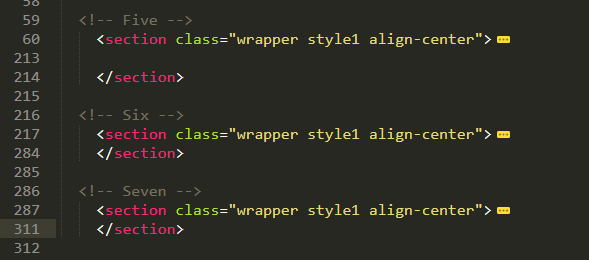 58
59 <!-- Five -->
60 <section class="wrapper style1 align-center">
213
214 </section>
215
216 <!-- Six -->
217 <section class="wrapper style1 align-center">
284 </section>
285
286 <!-- Seven -->
287 <section class="wrapper style1 align-center">
311 </section>
312